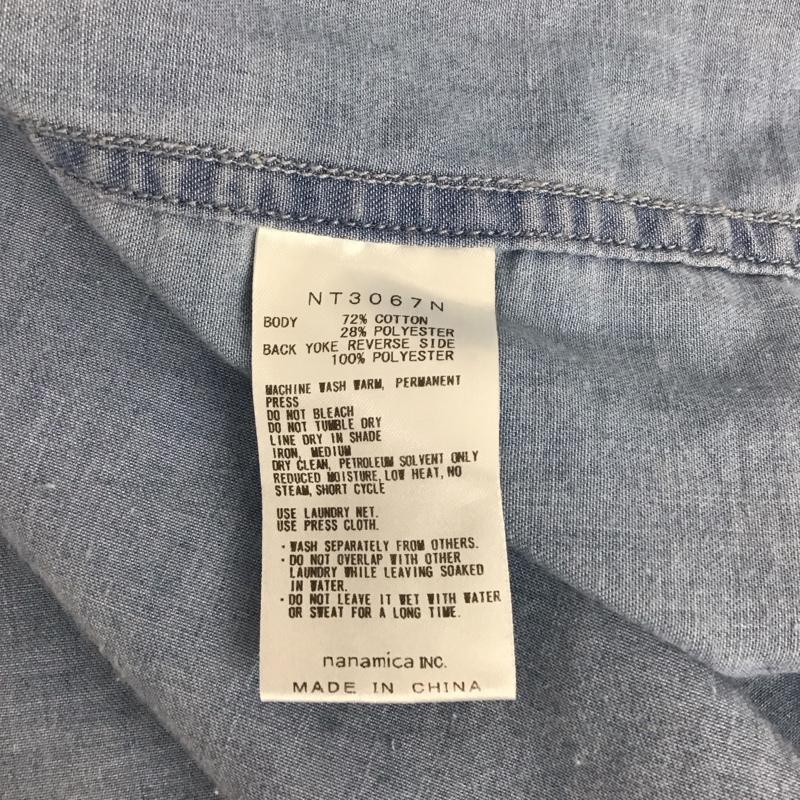 NT3067N
BODY 72% COTTON
28% POLYESTER
BACK YOKE REVERSE SIDE
100% POLYESTER
MACHINE WASH WARM, PERMANENT
PRESS
DO NOT BLEACH
DO NOT TUMBLE DRY
LINE DRY IN SHADE
IRON, MEDIUM
DRY CLEAN, PETROLEUM SOLVENT ONLY
REDUCED MOISTURE, LOW HEAT, NO
STEAM, SHORT CYCLE
USE LAUNDRY NET.
USE PRESS CLOTH.
・WASH SEPARATELY FROM OTHERS.
・DO NOT OVERLAP WITH OTHER
LAUNDRY WHILE LEAVING SOAKED
IN WATER.
・DO NOT LEAVE IT WET WITH WATER
OR SWEAT FOR A LONG TIME.
nanamica INC.
MADE IN CHINA